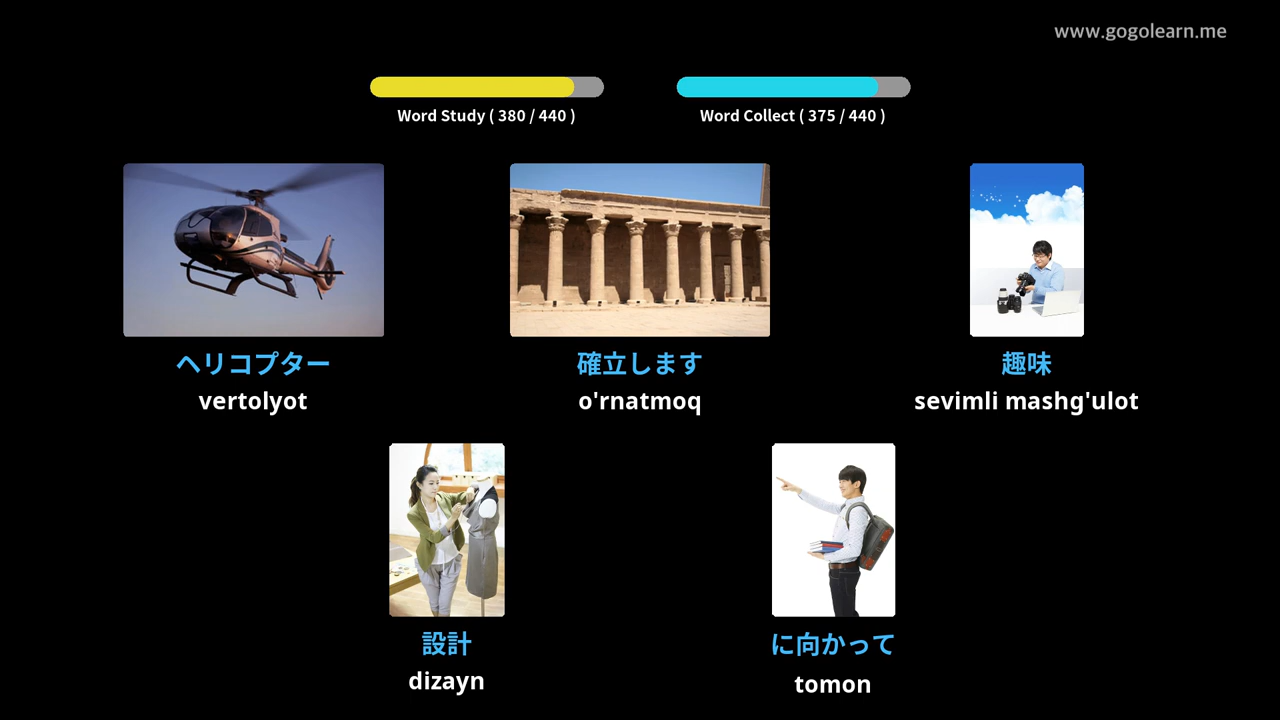 www.gogolearn.me
Word Study ( 380 / 440 )
Word Collect ( 375 / 440 )
ヘリコプター
vertolyot
確立します
o'rnatmoq
趣味
sevimli mashg'ulot
設計
dizayn
に向かって
tomon